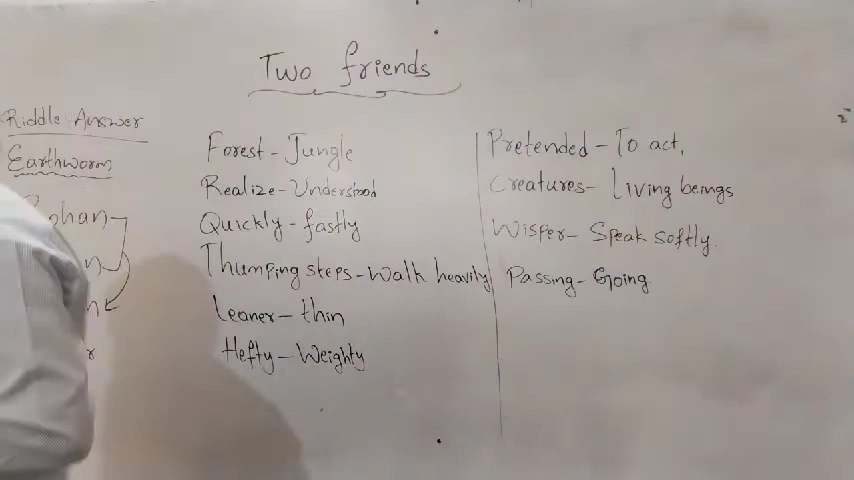 Two friends
Riddle-Answer
Earthworm
Rohan
Forest - Jungle
Realize - Understood
Quickly - fastly
Thumping steps - Walk heavily
Leaner - thin
Hefty - Weighty
Pretended - To act,
Creatures - Living beings
Wisper - Speak softly.
Passing - Going